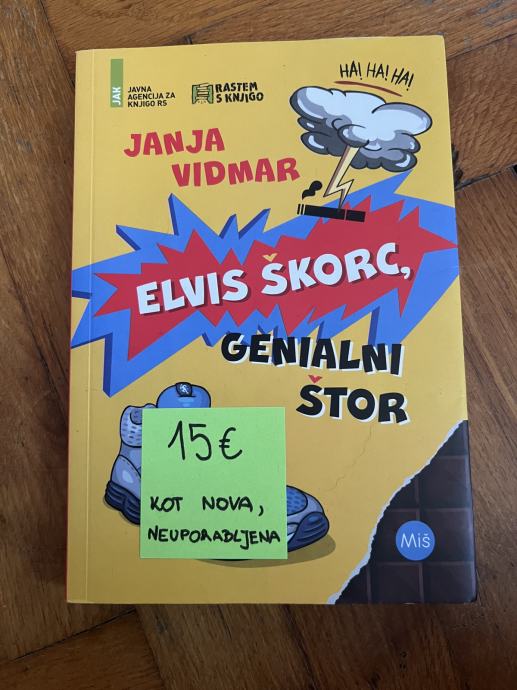 JAK
JAVNA
AGENCIJA ZA
KNJIGO RS
RASTEM
S KNJIGO
HA! HA! HA!
JANJA
VIDMAR
ELVIS ŠKORC,
GENIALNI
ŠTOR
15€
KOT NOVA,
NEUPORABLJENA
Miš